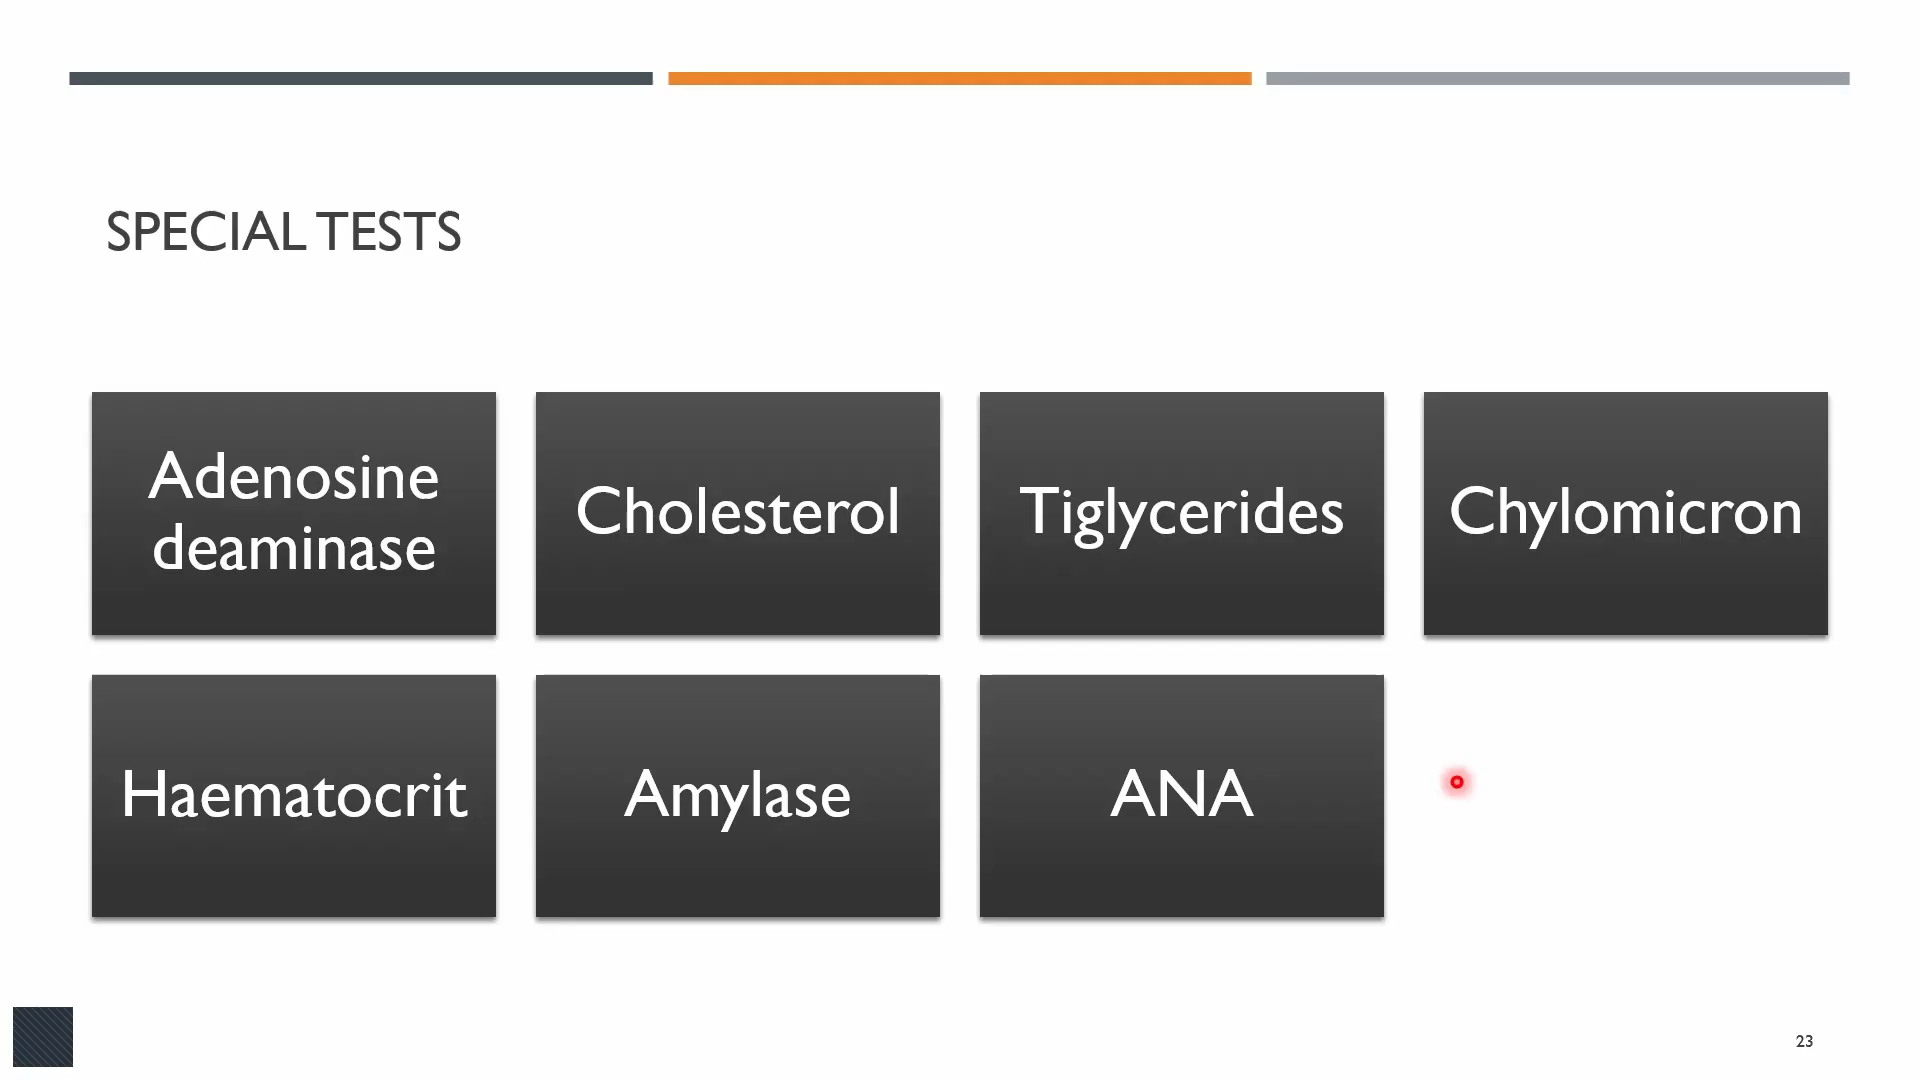 SPECIAL TESTS
Adenosine
deaminase
Cholesterol
Tiglycerides
Chylomicron
Haematocrit
Amylase
ANA
23